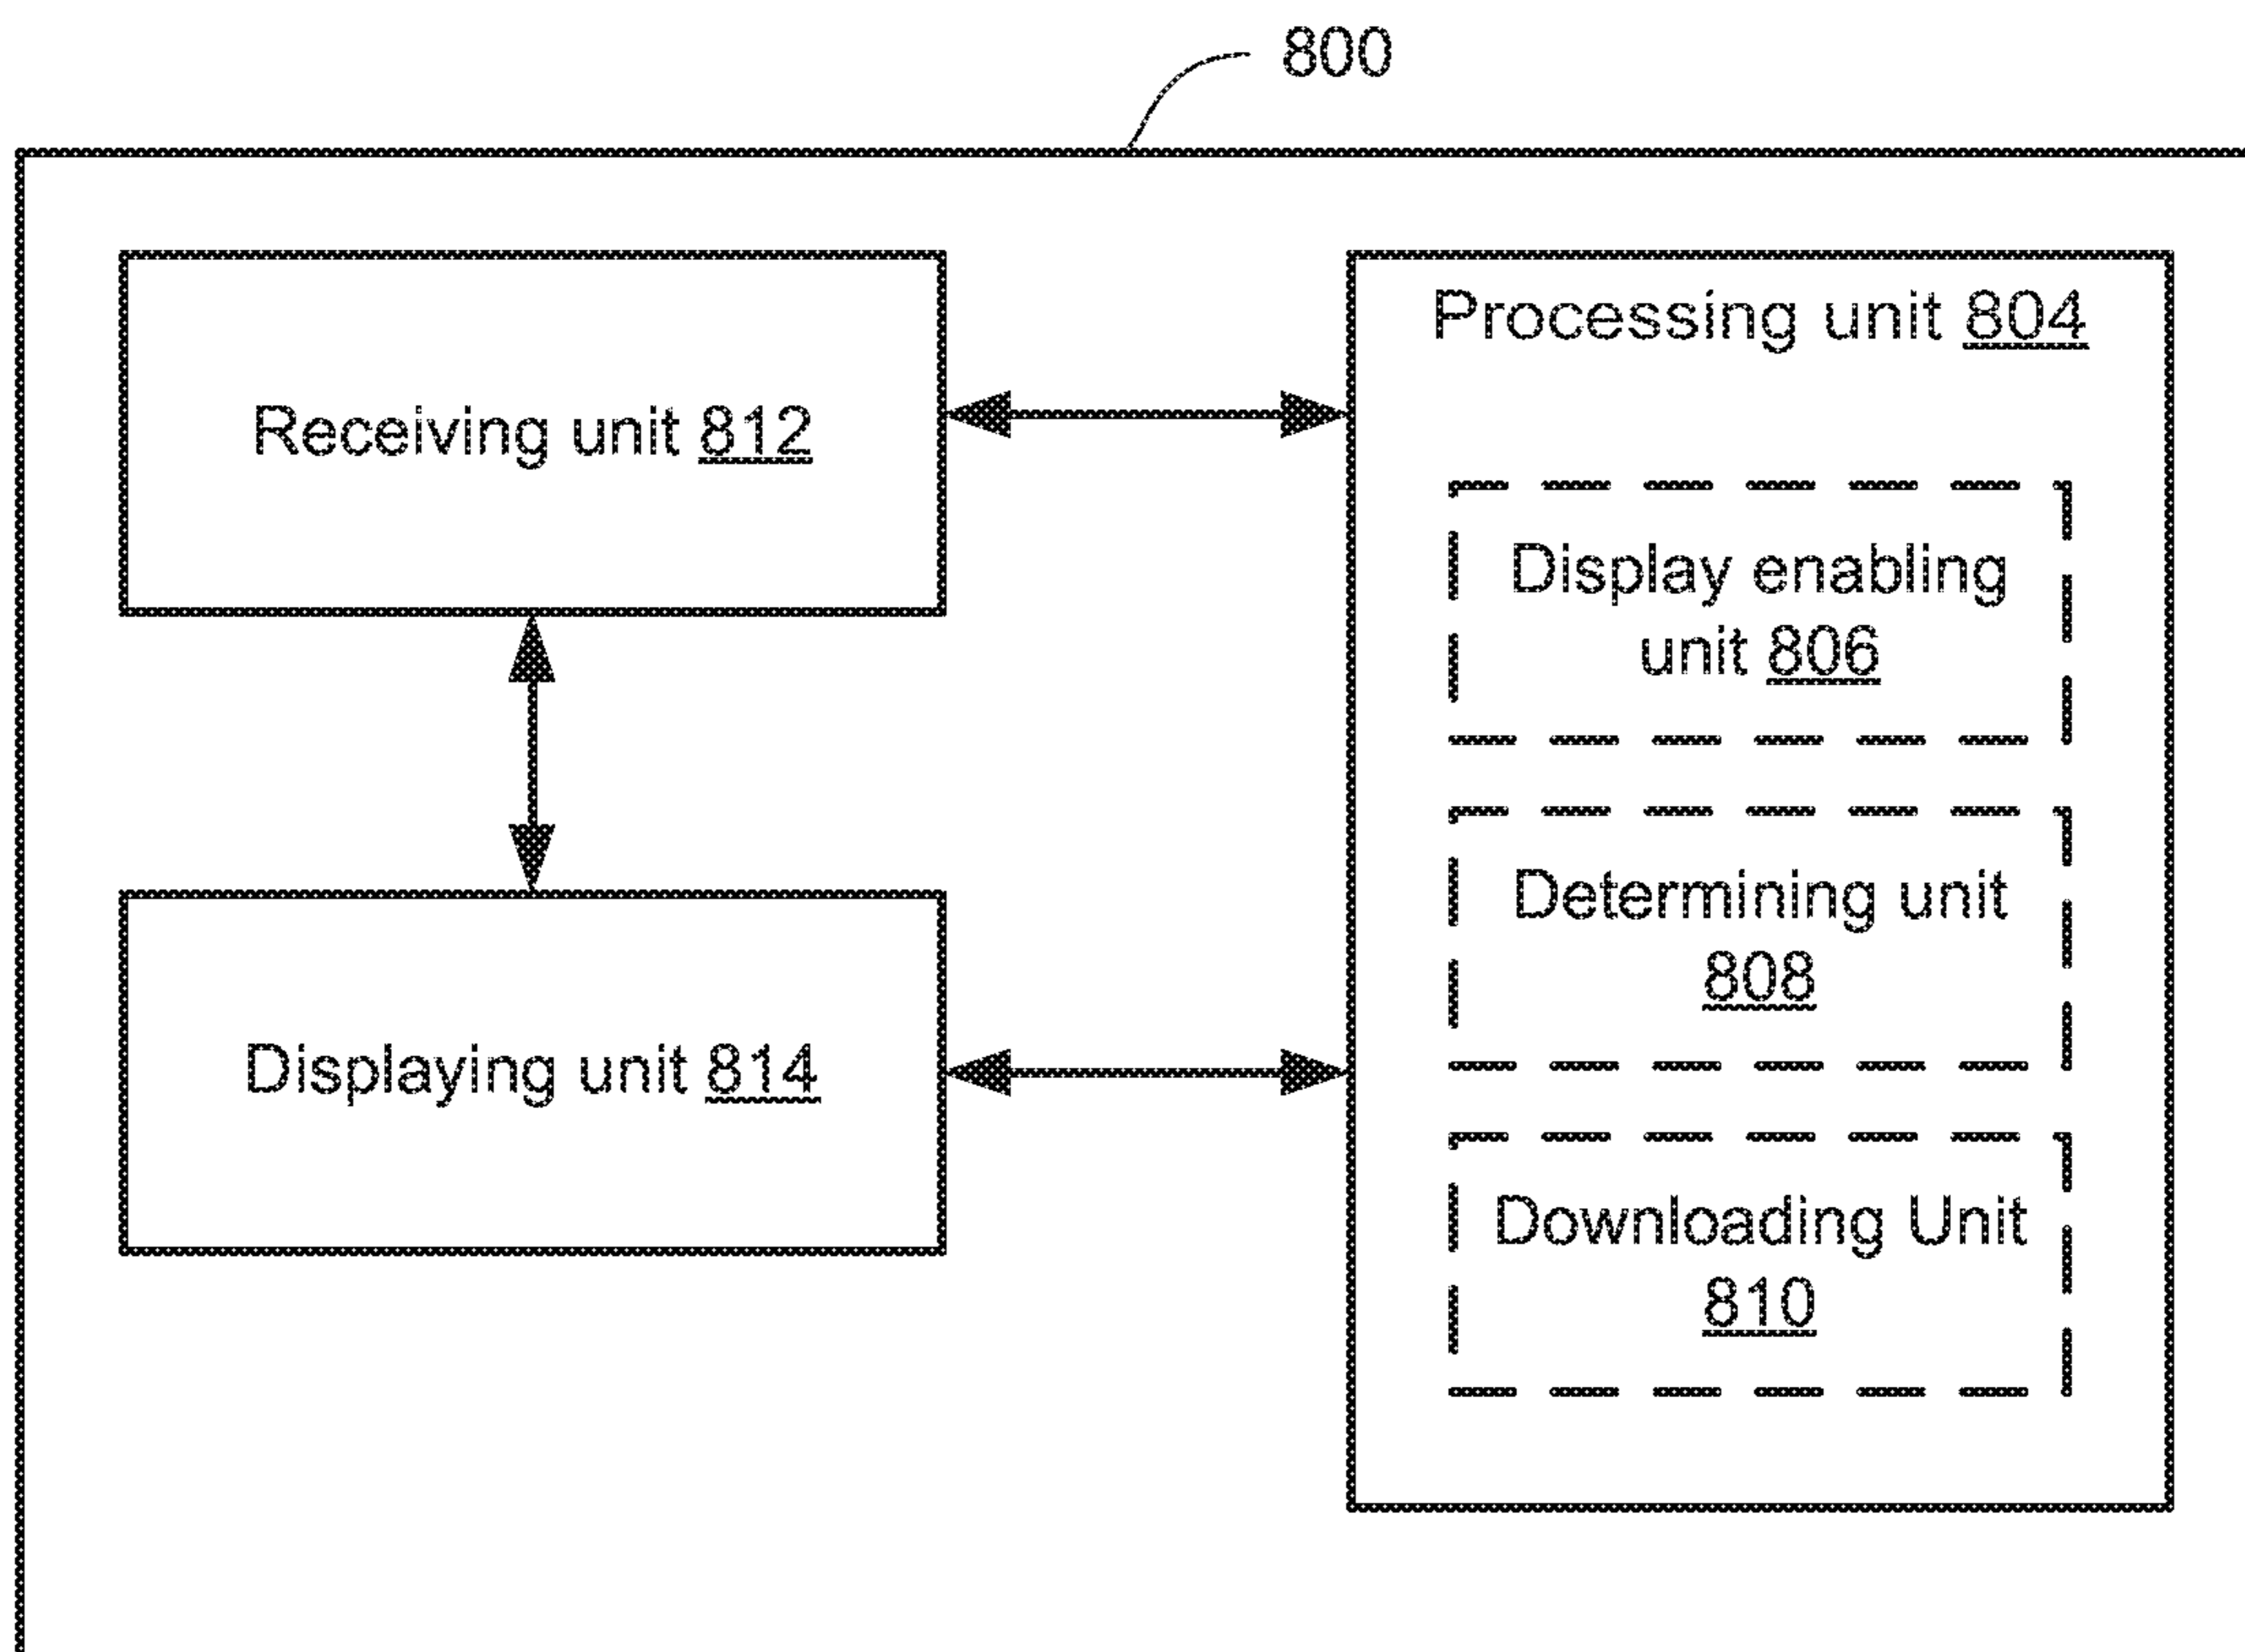 800
Receiving unit 812
Processing unit 804
Display enabling
unit 806
Determining unit
808
Displaying unit 814
Downloading Unit
810